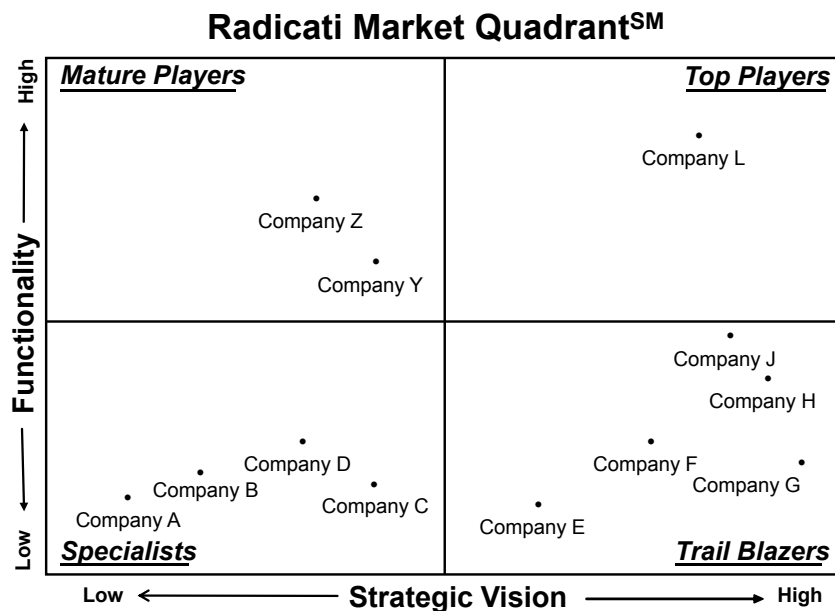 Radicati Market Quadrant℠
High
Mature Players
Top Players
Company L
Company Z
Company Y
Functionality
Company J
Company H
Company D
Company F
Company B
Company G
Company C
Company A
Company E
Low
Specialists
Trail Blazers
Low
Strategic Vision
High